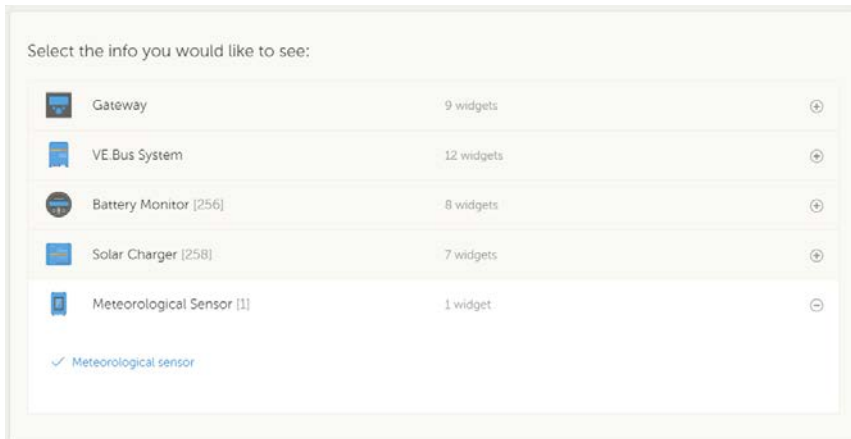 Select the info you would like to see:
Gateway 9 widgets
VE.Bus System 12 widgets
Battery Monitor [256] 8 widgets
Solar Charger [258] 7 widgets
Meteorological Sensor [1] 1 widget
Meteorological sensor